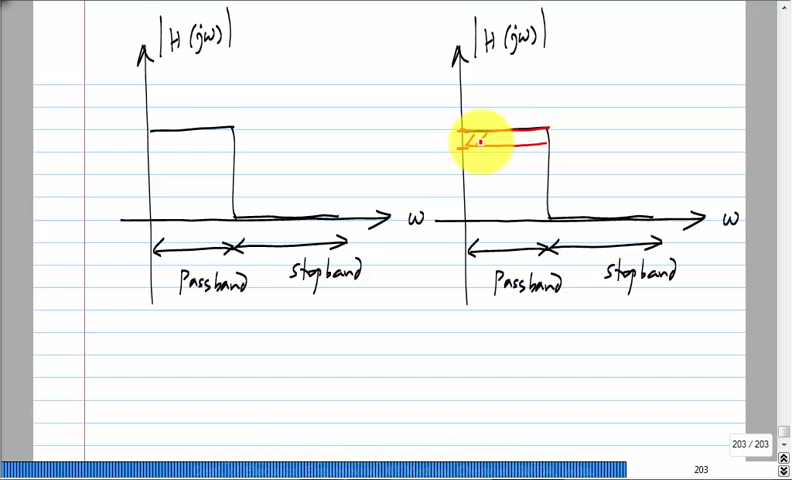 |H(jω)|
|H(jω)|
ω
ω
Passband
stopband
Passband
stopband
203 / 203
203